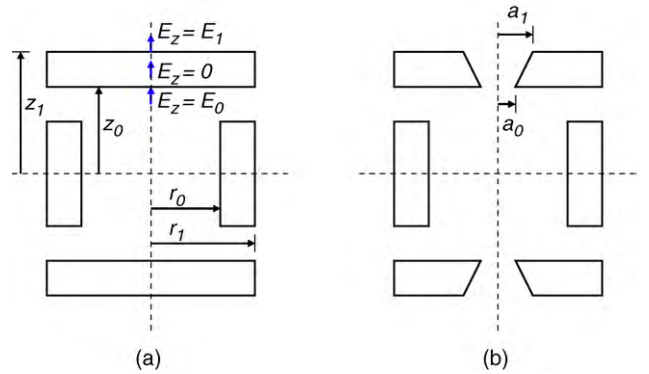 E_z = E_1
E_z = 0
E_z = E_0
z_1
z_0
r_0
r_1
(a)
a_1
a_0
(b)